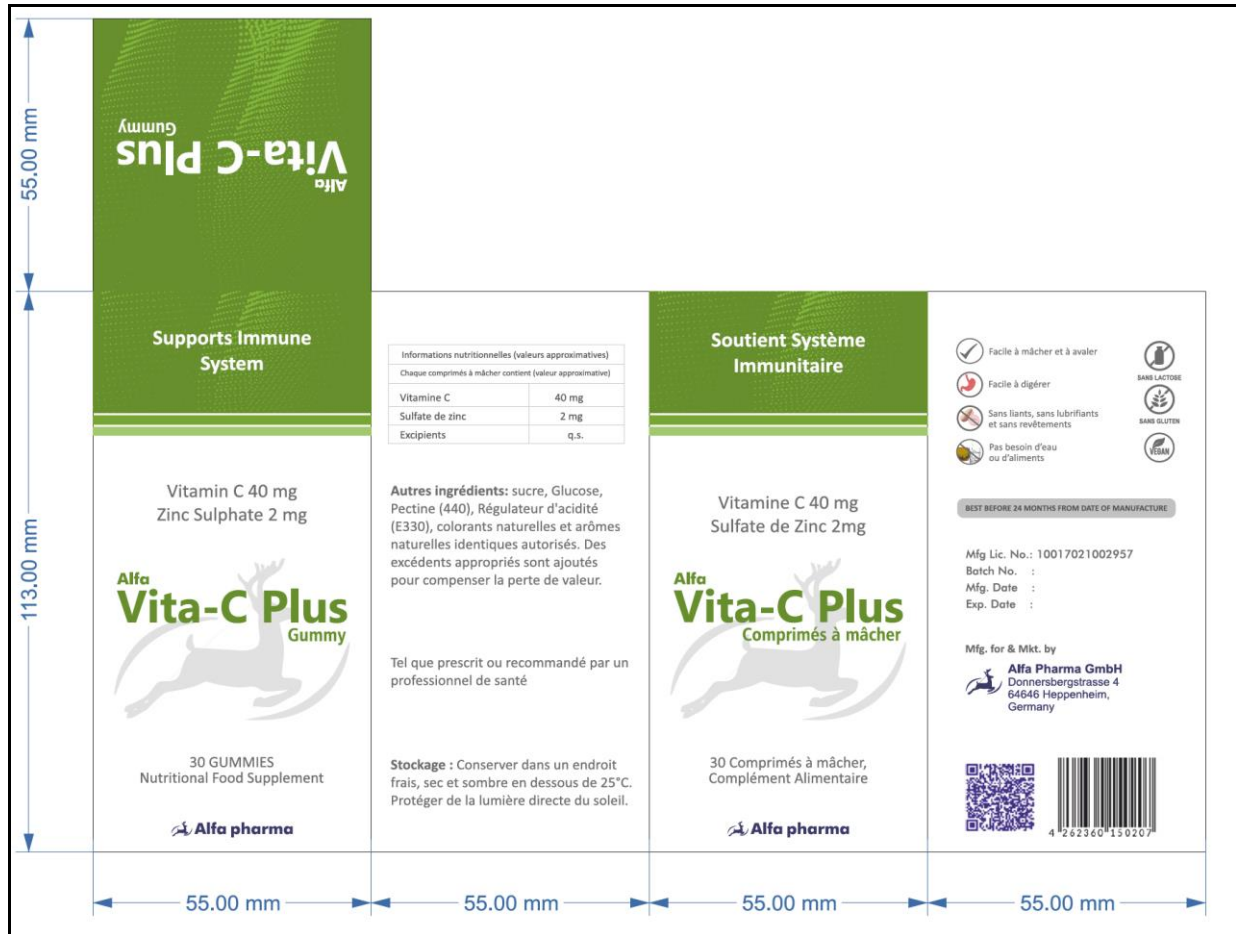 55.00 mm
Alfa
Vita-C Plus
Gummy
113.00 mm
Supports Immune
System
Vitamin C 40 mg
Zinc Sulphate 2 mg
Alfa
Vita-C Plus
Gummy
30 GUMMIES
Nutritional Food Supplement
Alfa pharma
Informations nutritionnelles (valeurs approximatives)
Chaque comprimés à mâcher contient (valeur approximative)
Vitamine C 40 mg
Sulfate de zinc 2 mg
Excipients q.s.
Autres ingrédients: sucre, Glucose,
Pectine (440), Régulateur d'acidité
(E330), colorants naturelles et arômes
naturelles identiques autorisés. Des
excédents appropriés sont ajoutés
pour compenser la perte de valeur.
Tel que prescrit ou recommandé par un
professionnel de santé
Stockage : Conserver dans un endroit
frais, sec et sombre en dessous de 25°C.
Protéger de la lumière directe du soleil.
Soutient Système
Immunitaire
Vitamine C 40 mg
Sulfate de Zinc 2mg
Alfa
Vita-C Plus
Comprimés à mâcher
30 Comprimés à mâcher,
Complément Alimentaire
Alfa pharma
Facile à mâcher et à avaler
Facile à digérer
Sans liants, sans lubrifiants
et sans revêtements
Pas besoin d'eau
ou d'aliments
SANS LACTOSE
SANS GLUTEN
VEGAN
BEST BEFORE 24 MONTHS FROM DATE OF MANUFACTURE
Mfg Lic. No.: 10017021002957
Batch No. :
Mfg. Date :
Exp. Date :
Mfg. for & Mkt. by
Alfa Pharma GmbH
Donnersbergstrasse 4
64646 Heppenheim,
Germany
4 262360 150207
55.00 mm
55.00 mm
55.00 mm
55.00 mm